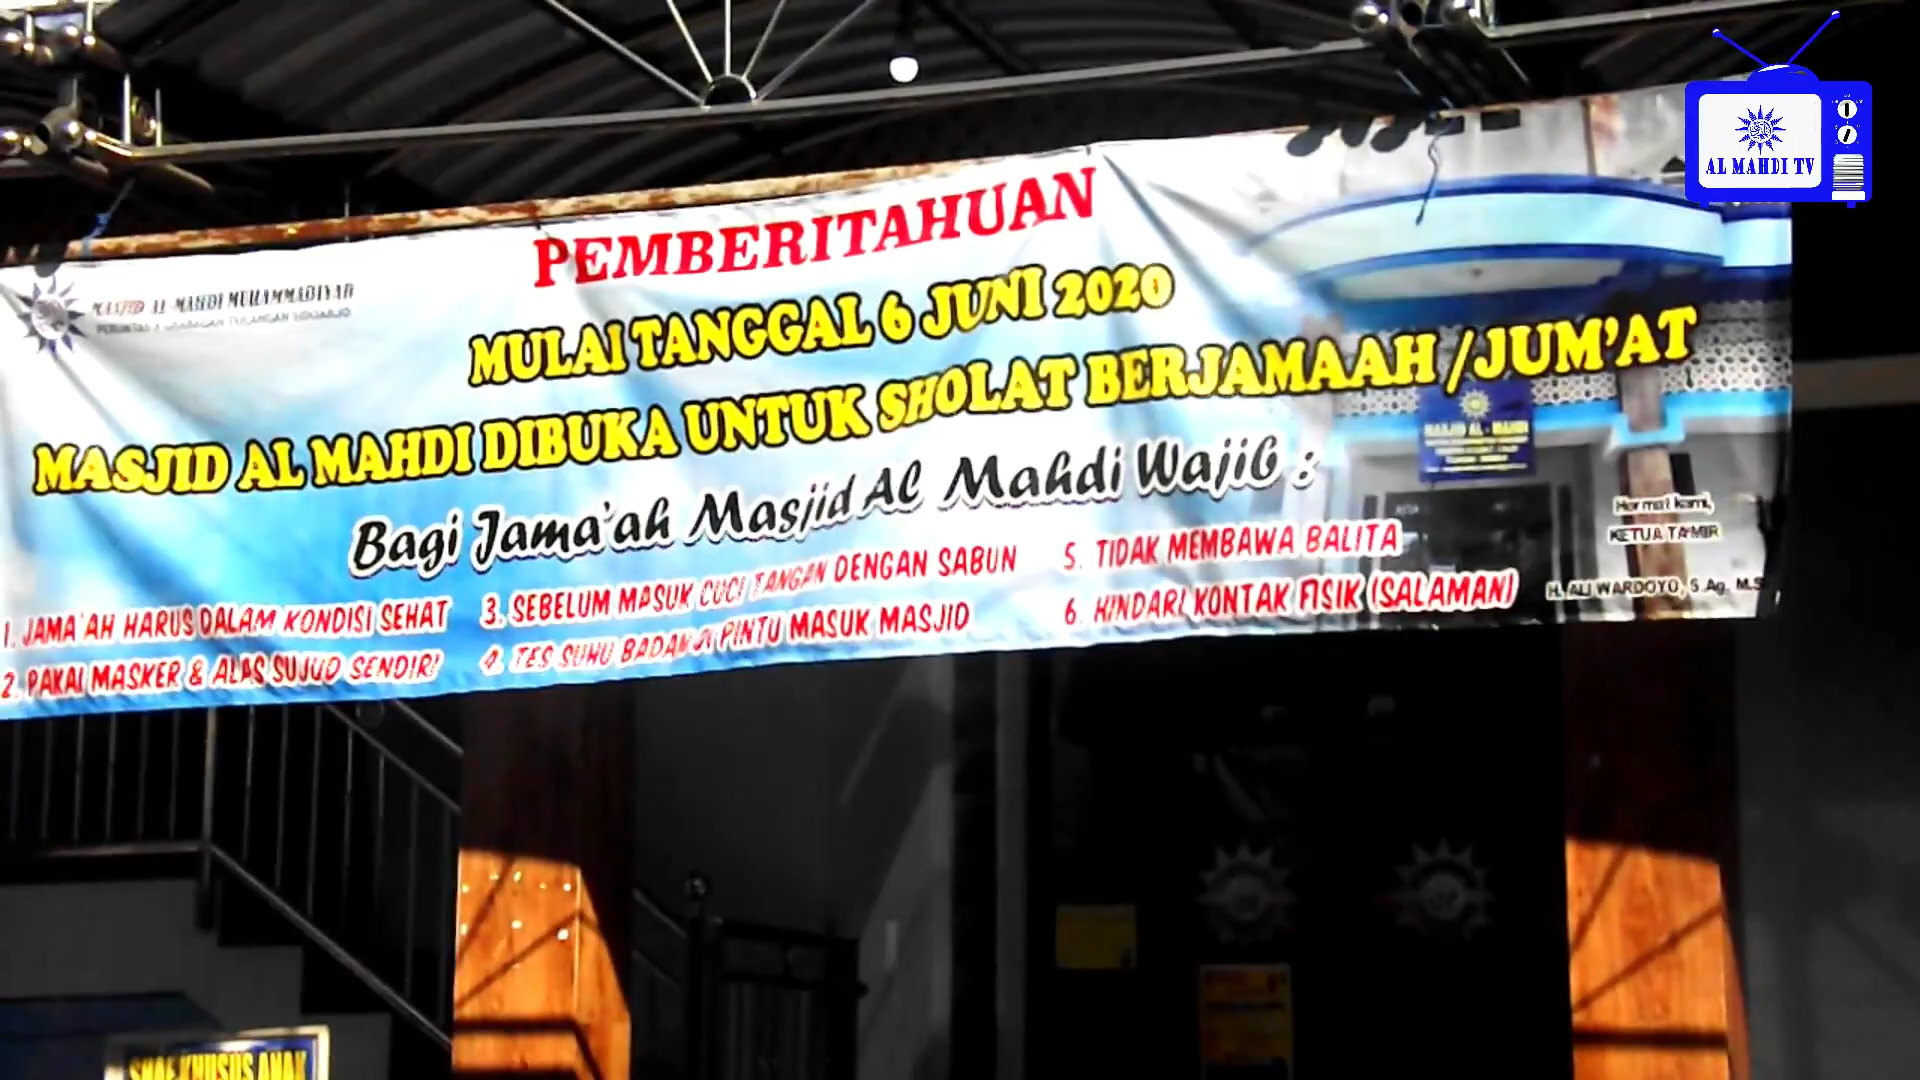 AL MAHDI TV
PEMBERITAHUAN
MASJID AL-MAHDI MUHAMMADIYAH
MULAI TANGGAL 6 JUNI 2020
MASJID AL MAHDI DIBUKA UNTUK SHOLAT BERJAMAAH /JUM'AT
Bagi Jama'ah Masjid Al Mahdi Wajib :
1. JAMA'AH HARUS DALAM KONDISI SEHAT
2. PAKAI MASKER & ALAS SUJUD SENDIRI
3. SEBELUM MASUK CUCI TANGAN DENGAN SABUN
4. TES SUHU BADAN DI PINTU MASUK MASJID
5. TIDAK MEMBAWA BALITA
6. HINDARI KONTAK FISIK (SALAMAN)
Hormat kami,
KETUA TA'MIR
H. ALI WARDOYO, S.Ag, M.S
MASJID AL - MAHDI
SHAF KHUSUS ANAK